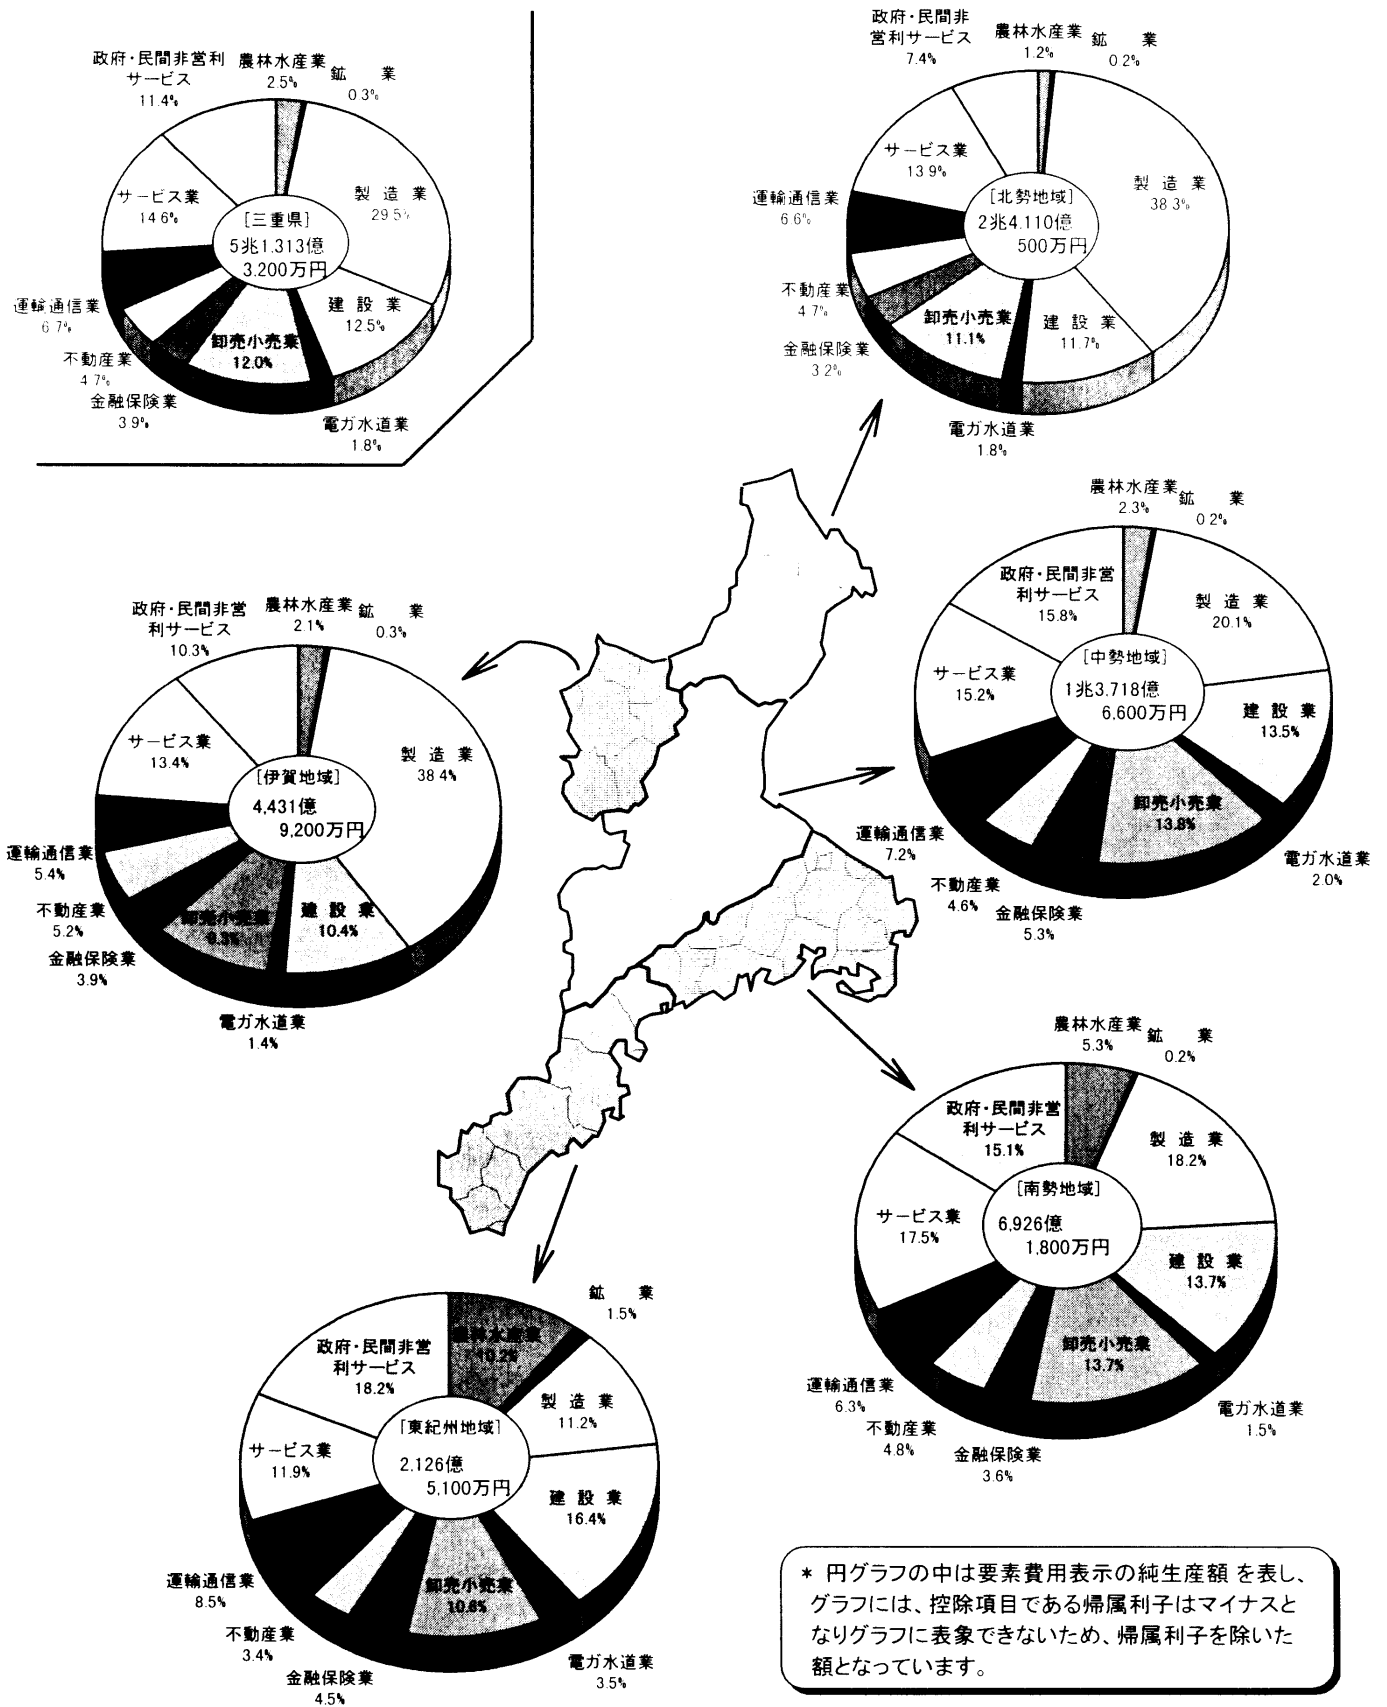 政府・民間非営利
サービス
11.4%
農林水産業
2.5%
鉱　業
0.3%
製 造 業
29.5%
建 設 業
12.5%
電ガ水道業
1.8%
卸売小売業
12.0%
金融保険業
3.9%
不動産業
4.7%
運輸通信業
6.7%
サービス業
14.6%
[三重県]
5兆1.313億
3.200万円
政府・民間非
営利サービス
7.4%
農林水産業
1.2%
鉱　業
0.2%
製 造 業
38.3%
建 設 業
11.7%
電ガ水道業
1.8%
卸売小売業
11.1%
金融保険業
3.2%
不動産業
4.7%
運輸通信業
6.6%
サービス業
13.9%
[北勢地域]
2兆4.110億
500万円
農林水産業
2.3%
鉱　業
0.2%
政府・民間非営
利サービス
15.8%
製 造 業
20.1%
建 設 業
13.5%
電ガ水道業
2.0%
卸売小売業
13.8%
金融保険業
5.3%
不動産業
4.6%
運輸通信業
7.2%
サービス業
15.2%
[中勢地域]
1兆3.718億
6.600万円
政府・民間非営
利サービス
10.3%
農林水産業
2.1%
鉱　業
0.3%
製 造 業
38.4%
建 設 業
10.4%
電ガ水道業
1.4%
卸売小売業
9.3%
金融保険業
3.9%
不動産業
5.2%
運輸通信業
5.4%
サービス業
13.4%
[伊賀地域]
4,431億
9,200万円
農林水産業
5.3%
鉱　業
0.2%
政府・民間非営
利サービス
15.1%
製 造 業
18.2%
建 設 業
13.7%
電ガ水道業
1.5%
卸売小売業
13.7%
金融保険業
3.6%
不動産業
4.8%
運輸通信業
6.3%
サービス業
17.5%
[南勢地域]
6,926億
1,800万円
農林水産業
10.2%
鉱　業
1.5%
政府・民間非営
利サービス
18.2%
製 造 業
11.2%
建 設 業
16.4%
電ガ水道業
3.5%
卸売小売業
10.6%
金融保険業
4.5%
不動産業
3.4%
運輸通信業
8.5%
サービス業
11.9%
[東紀州地域]
2,126億
5,100万円
* 円グラフの中は要素費用表示の純生産額 を表し、
グラフには、控除項目である帰属利子はマイナスと
なりグラフに表象できないため、帰属利子を除いた
額となっています。